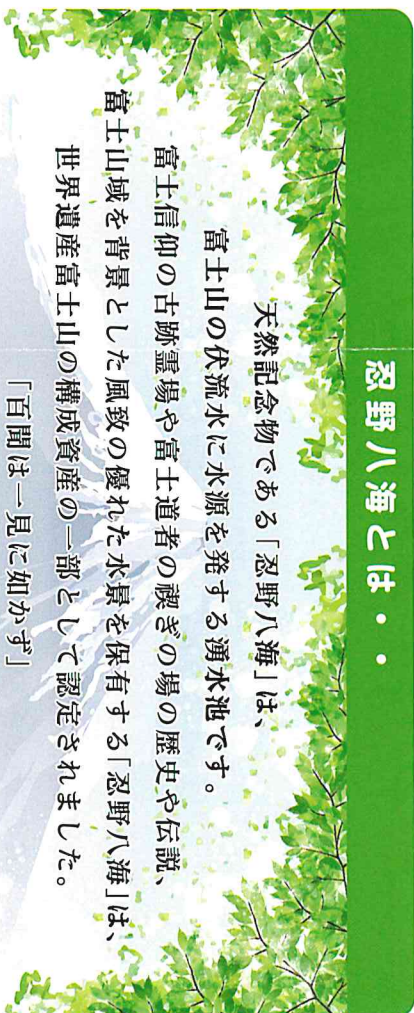 忍野八海とは・・
天然記念物である「忍野八海」は、
富士山の伏流水に水源を発する湧水池です。
富士信仰の古跡霊場や富士道者の禊ぎの場の歴史や伝説、
富士山域を背景とした風致の優れた水景を保有する「忍野八海」は、
世界遺産富士山の構成資産の一部として認定されました。
「百聞は一見に如かず」